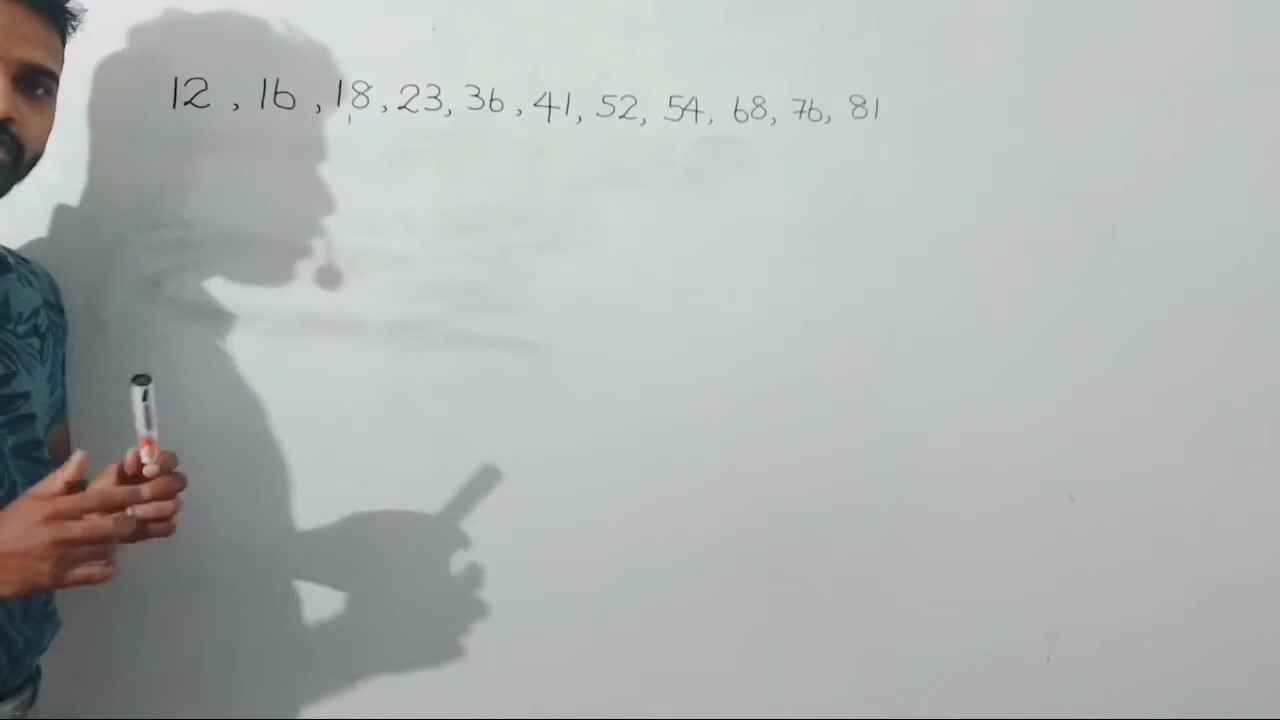 12, 16, 18, 23, 36, 41, 52, 54, 68, 76, 81